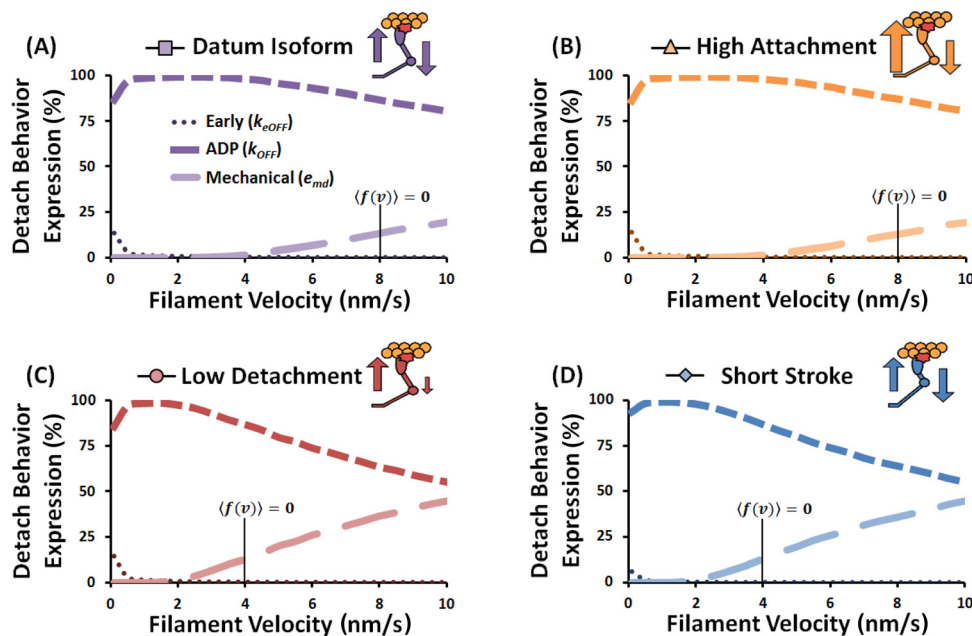 (A) Datum Isoform
Detach Behavior
Expression (%)
100
75
50
25
0
Early (k_eOFF)
ADP (k_OFF)
Mechanical (e_md)
⟨f(v)⟩ = 0
0 2 4 6 8 10
Filament Velocity (nm/s)
(B) High Attachment
Detach Behavior
Expression (%)
100
75
50
25
0
⟨f(v)⟩ = 0
0 2 4 6 8 10
Filament Velocity (nm/s)
(C) Low Detachment
Detach Behavior
Expression (%)
100
75
50
25
0
⟨f(v)⟩ = 0
0 2 4 6 8 10
Filament Velocity (nm/s)
(D) Short Stroke
Detach Behavior
Expression (%)
100
75
50
25
0
⟨f(v)⟩ = 0
0 2 4 6 8 10
Filament Velocity (nm/s)